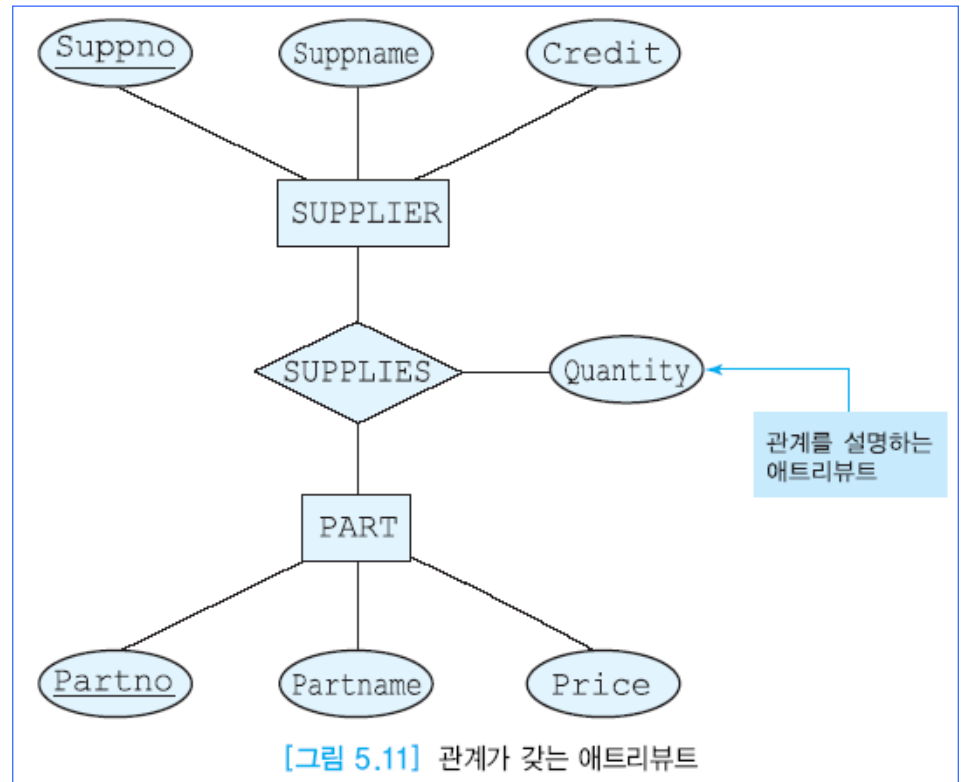 Suppno
Suppname
Credit
SUPPLIER
SUPPLIES
Quantity
관계를 설명하는
애트리뷰트
PART
Partno
Partname
Price
[그림 5.11] 관계가 갖는 애트리뷰트